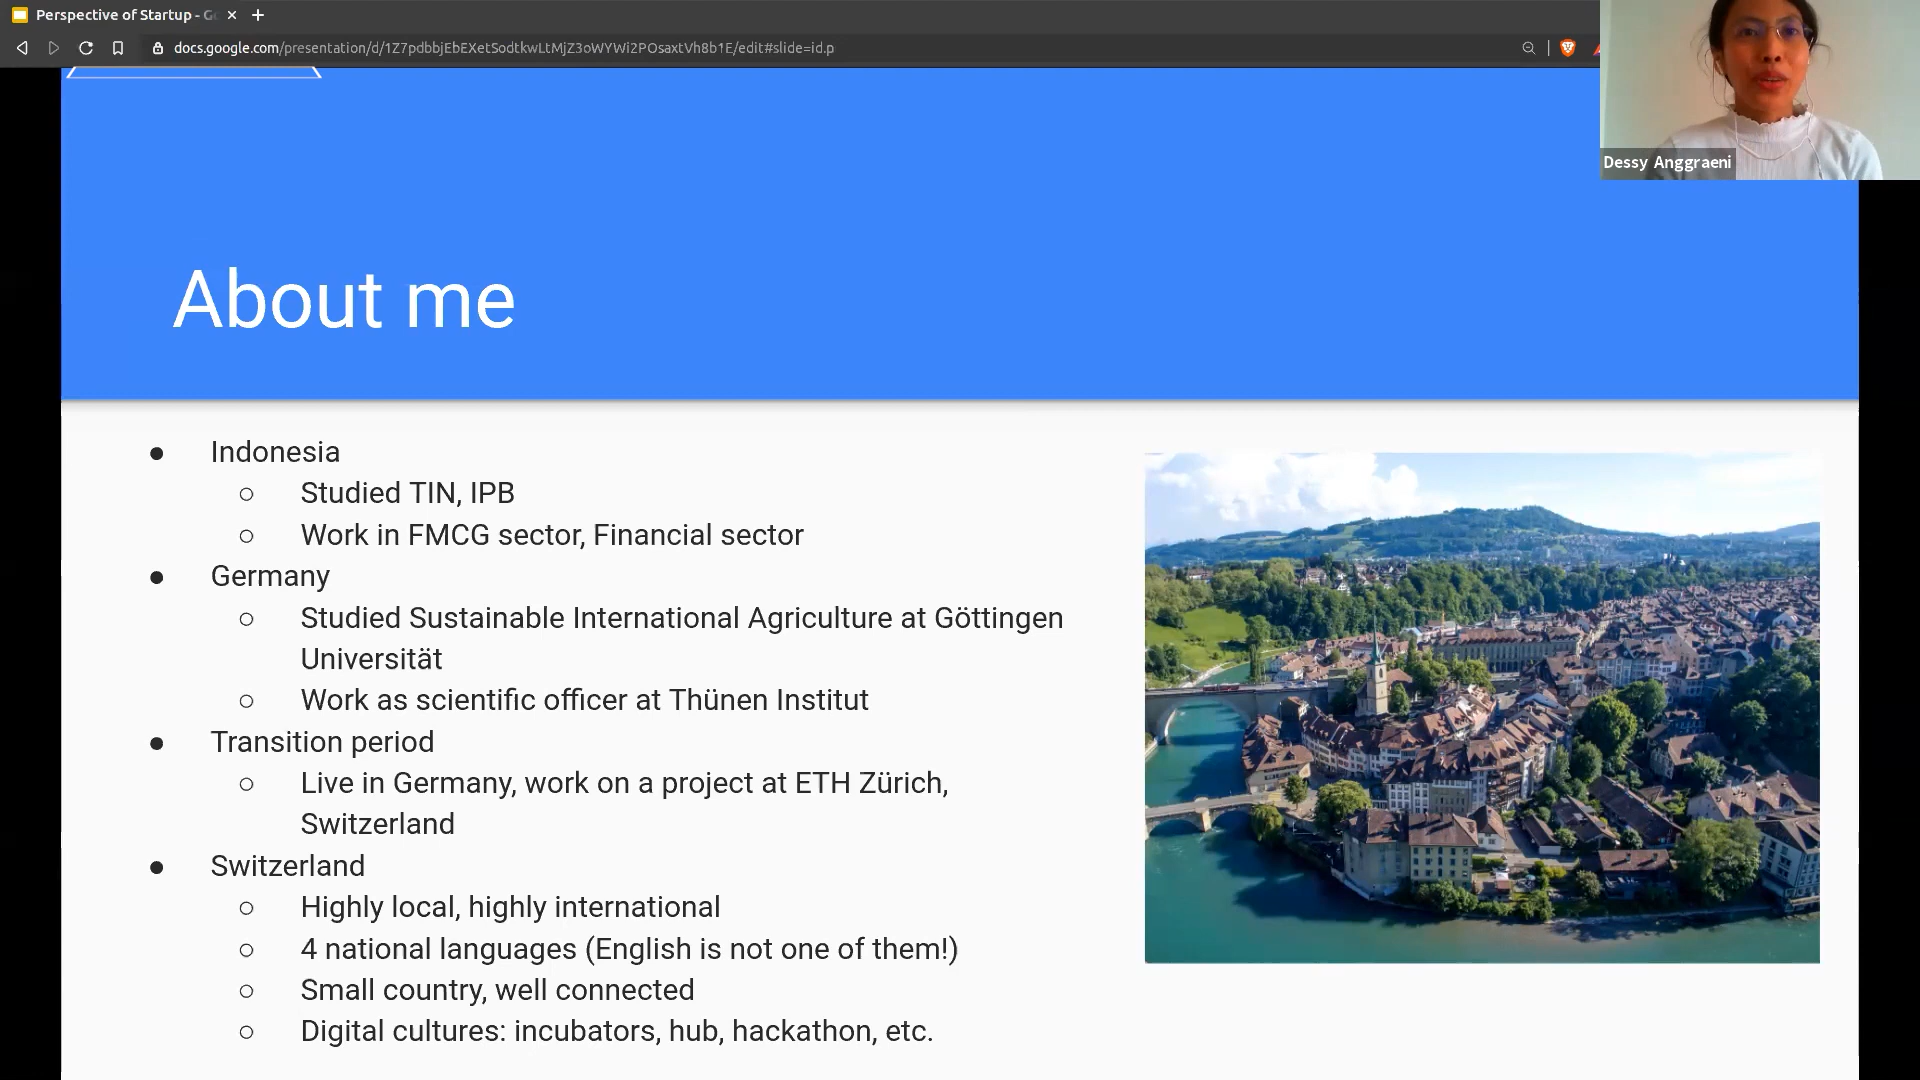 Perspective of Startup - Go
docs.google.com/presentation/d/1Z7pdbbjEbEXetSodtkwLtMjZ3oWYWi2POsaxtVh8b1E/edit#slide=id.p
Dessy Anggraeni
About me
● Indonesia
○ Studied TIN, IPB
○ Work in FMCG sector, Financial sector
● Germany
○ Studied Sustainable International Agriculture at Göttingen
Universität
○ Work as scientific officer at Thünen Institut
● Transition period
○ Live in Germany, work on a project at ETH Zürich,
Switzerland
● Switzerland
○ Highly local, highly international
○ 4 national languages (English is not one of them!)
○ Small country, well connected
○ Digital cultures: incubators, hub, hackathon, etc.